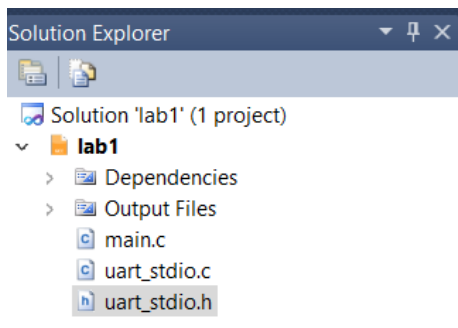 Solution Explorer
Solution 'lab1' (1 project)
lab1
Dependencies
Output Files
c main.c
c uart_stdio.c
h uart_stdio.h